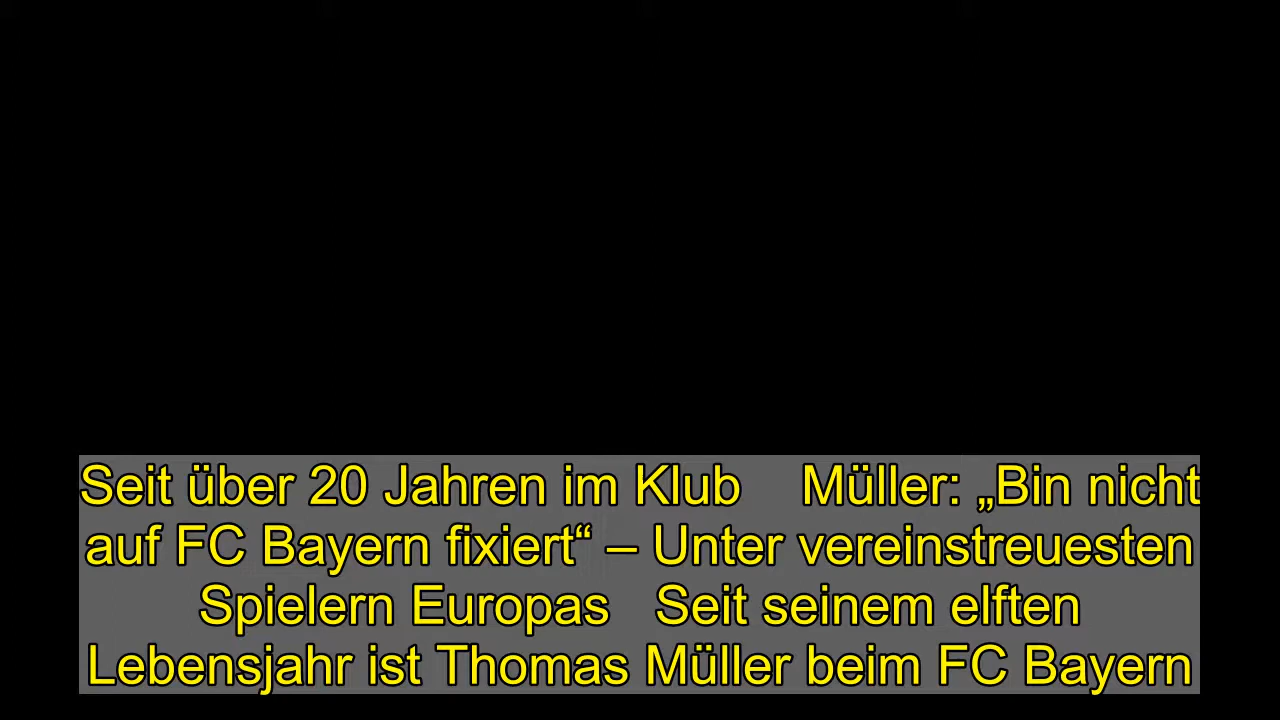 Seit über 20 Jahren im Klub    Müller: „Bin nicht
auf FC Bayern fixiert“ – Unter vereinstreuesten
Spielern Europas   Seit seinem elften
Lebensjahr ist Thomas Müller beim FC Bayern